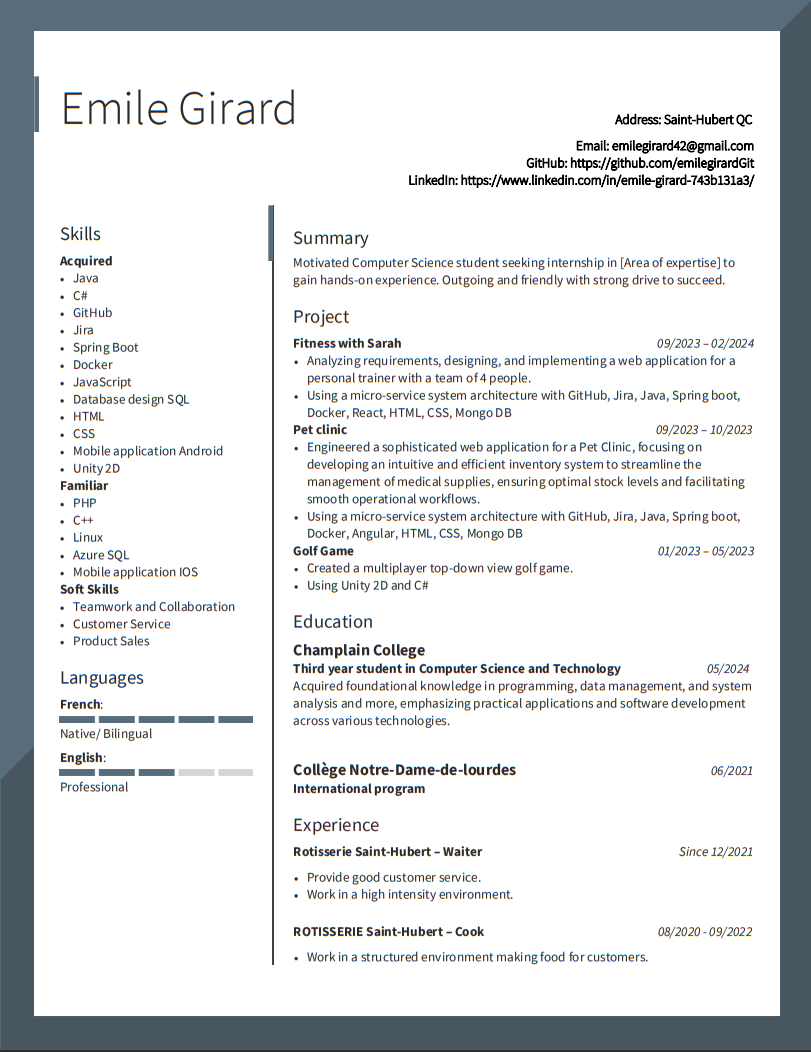 Emile Girard
Address: Saint-Hubert QC
Email: emilegirard42@gmail.com
GitHub: https://github.com/emilegirardGit
LinkedIn: https://www.linkedin.com/in/emile-girard-743b131a3/
Skills
Acquired
• Java
• C#
• GitHub
• Jira
• Spring Boot
• Docker
• JavaScript
• Database design SQL
• HTML
• CSS
• Mobile application Android
• Unity 2D
Familiar
• PHP
• C++
• Linux
• Azure SQL
• Mobile application IOS
Soft Skills
• Teamwork and Collaboration
• Customer Service
• Product Sales
Languages
French:
Native/ Bilingual
English:
Professional
Summary
Motivated Computer Science student seeking internship in [Area of expertise] to
gain hands-on experience. Outgoing and friendly with strong drive to succeed.
Project
Fitness with Sarah 09/2023 – 02/2024
• Analyzing requirements, designing, and implementing a web application for a
personal trainer with a team of 4 people.
• Using a micro-service system architecture with GitHub, Jira, Java, Spring boot,
Docker, React, HTML, CSS, Mongo DB
Pet clinic 09/2023 – 10/2023
• Engineered a sophisticated web application for a Pet Clinic, focusing on
developing an intuitive and efficient inventory system to streamline the
management of medical supplies, ensuring optimal stock levels and facilitating
smooth operational workflows.
• Using a micro-service system architecture with GitHub, Jira, Java, Spring boot,
Docker, Angular, HTML, CSS, Mongo DB
Golf Game 01/2023 – 05/2023
• Created a multiplayer top-down view golf game.
• Using Unity 2D and C#
Education
Champlain College
Third year student in Computer Science and Technology 05/2024
Acquired foundational knowledge in programming, data management, and system
analysis and more, emphasizing practical applications and software development
across various technologies.
Collège Notre-Dame-de-lourdes 06/2021
International program
Experience
Rotisserie Saint-Hubert – Waiter Since 12/2021
• Provide good customer service.
• Work in a high intensity environment.
ROTISSERIE Saint-Hubert – Cook 08/2020 - 09/2022
• Work in a structured environment making food for customers.